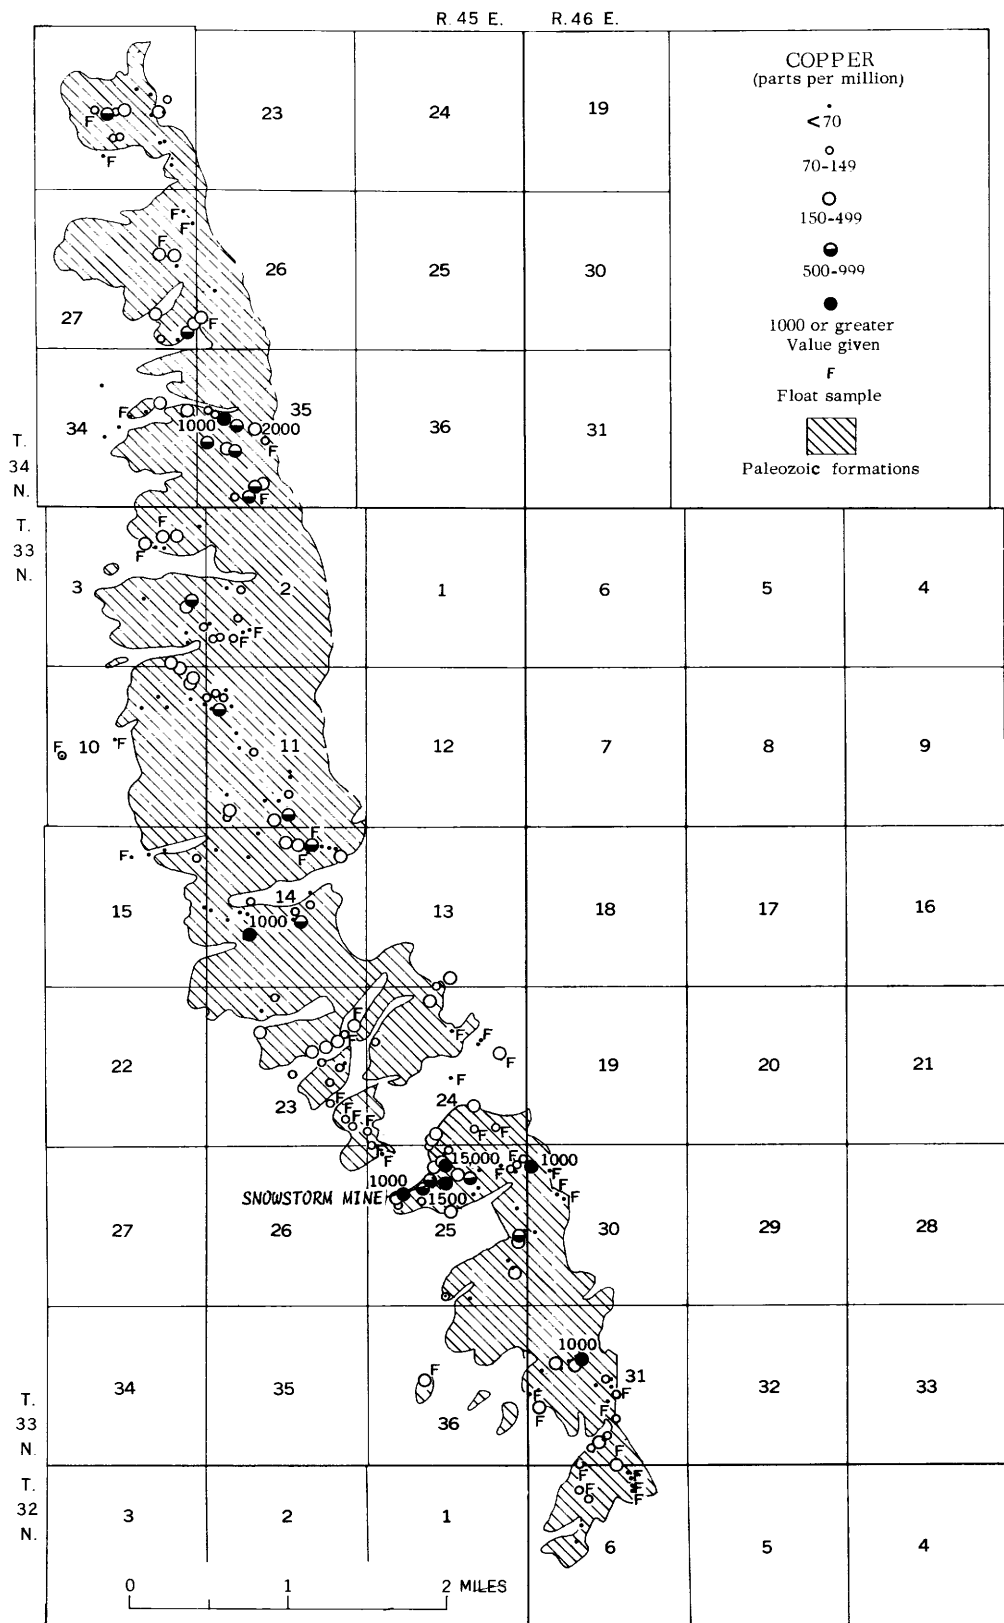 R. 45 E. R. 46 E.
COPPER
(parts per million)
<70
70-149
150-499
500-999
1000 or greater
Value given
F
Float sample
Paleozoic formations
23 24 19
F
F
F
F
26 25 30
F
27
F
35
F
1000 2000
34 36 31
F
F
T.
34
N.
T.
33
N.
F
F
3 2 1 6 5 4
F
F
F
F
10 11 12 7 8 9
F
F
F
14
15 13 18 17 16
1000
F
F
F
F
F
22 19 20 21
F
23 24
F
F
F
F
F
F
F
15000 1000
F
F
F
1000
F
SNOWSTORM MINE
1500
27 26 25 30 29 28
1000
F
31
34 35 32 33
F
F
F
F
36
T.
33
N.
F
T.
32
N.
F
F
F
F
F
F
3 2 1
6 5 4
0 1 2 MILES